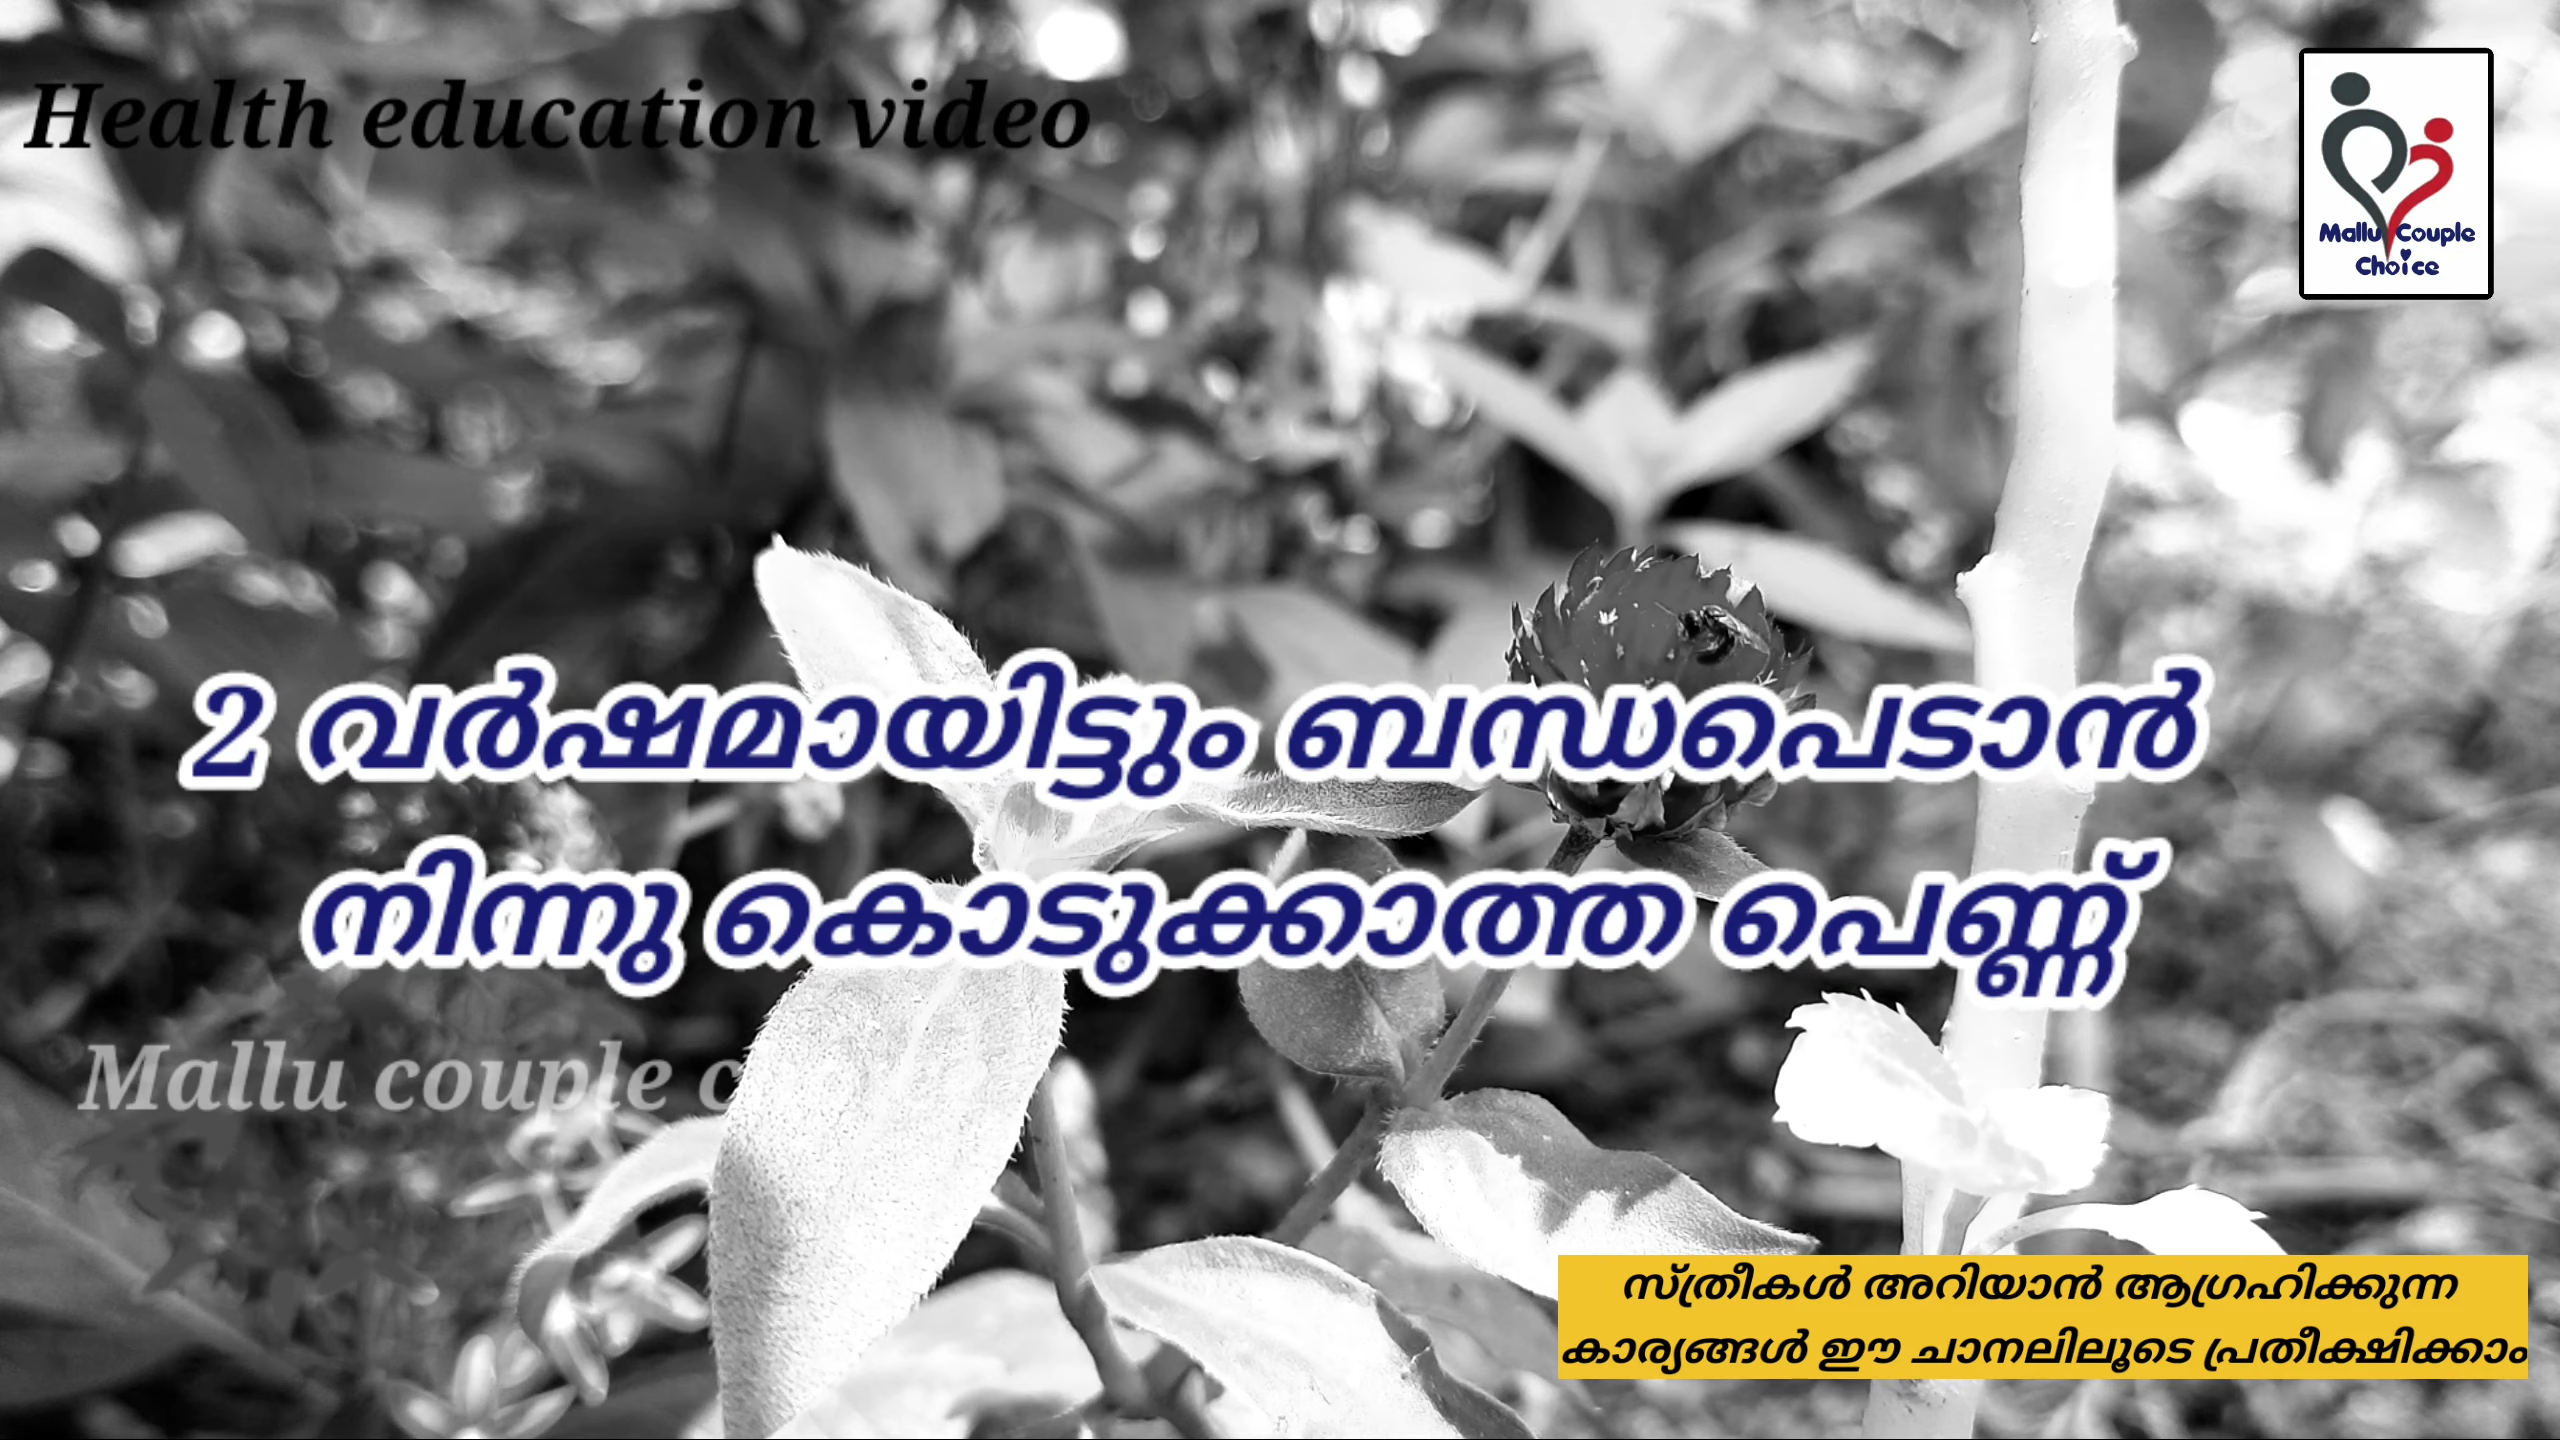 Health education video
Mallu Couple
Choice
2 വർഷമായിട്ടും ബന്ധപെടാൻ
നിന്നു കൊടുക്കാത്ത പെണ്ണ്
Mallu couple c
സ്ത്രീകൾ അറിയാൻ ആഗ്രഹിക്കുന്ന
കാര്യങ്ങൾ ഈ ചാനലിലൂടെ പ്രതീക്ഷിക്കാം